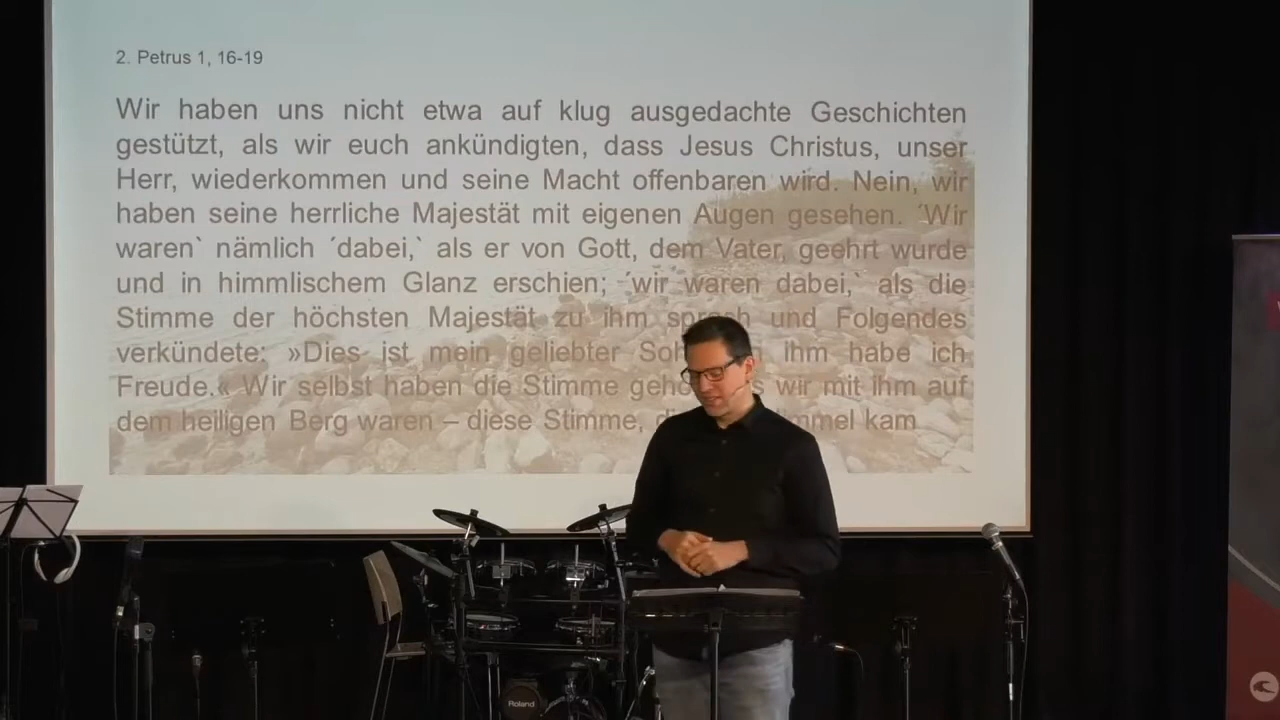 2. Petrus 1, 16-19
Wir haben uns nicht etwa auf klug ausgedachte Geschichten
gestützt, als wir euch ankündigten, dass Jesus Christus, unser
Herr, wiederkommen und seine Macht offenbaren wird. Nein, wir
haben seine herrliche Majestät mit eigenen Augen gesehen. ´Wir
waren` nämlich ´dabei,` als er von Gott, dem Vater, geehrt wurde
und in himmlischem Glanz erschien; ´wir waren dabei,` als die
Stimme der höchsten Majestät zu ihm sprach und Folgendes
verkündete: »Dies ist mein geliebter ihm habe ich
Freude.« Wir selbst haben die Stimme wir mit ihm auf
dem heiligen Berg waren – diese Stimme, kam
Roland